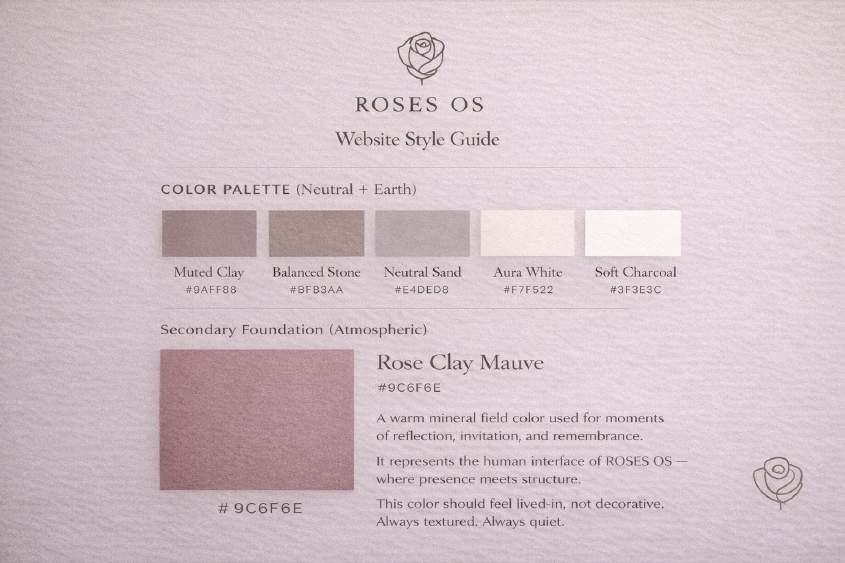 ROSES OS
Website Style Guide
COLOR PALETTE (Neutral + Earth)
Muted Clay
#9AFF88
Balanced Stone
#BFB3AA
Neutral Sand
#E4DED8
Aura White
#F7F522
Soft Charcoal
#3F3E3C
Secondary Foundation (Atmospheric)
# 9C6F6E
Rose Clay Mauve
#9C6F6E
A warm mineral field color used for moments
of reflection, invitation, and remembrance.
It represents the human interface of ROSES OS —
where presence meets structure.
This color should feel lived-in, not decorative.
Always textured. Always quiet.